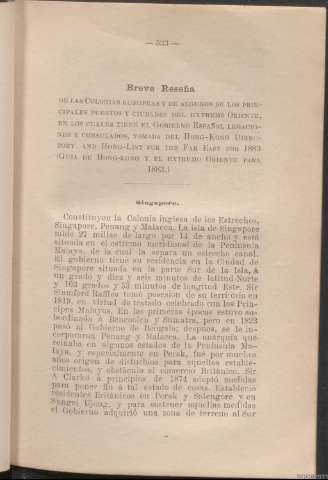 — 533 —
Breve Reseña
DE LAS COLONIAS EUROPEAS Y DE ALGUNOS DE LOS PRIN-
CIPALES PUERTOS Y CIUDADES DEL EXTREMO ORIENTE,
EN LOS CUALES TIENE EL GOBIERNO ESPAÑOL LEGACIO-
NES Y CONSULADOS, TOMADA DEL HONG-KONG DIREC-
TORY AND HONG-LIST FOR THE FAR EAST FOR 1883
(GUIA DE HONG-KONG Y EL EXTREMO ORIENTE PARA
1883.)
Singapore.
Constituyen la Colonia inglesa de los Estrechos,
Singapore, Penang y Malacca. La isla de Singapore
mide 27 millas de largo por 14 de ancho y está
situada en el estremo meridional de la Península
Malaya, de la cual la separa un estrecho canal.
El gobierno tiene su residencia en la Ciudad de
Singapore situada en la parte Sur de la Isla, á
un grado y diez y seis minutos de latitud Norte
y 103 grados y 53 minutos de longitud Este. Sir
Stamford Raffles tomó posesion de su territorio en
1819, en virtud de tratado celebrado con los Prín-
cipes Malayos. En las primeras épocas estuvo su-
bordinado á Bencoolen y Sumatra, pero en 1823
pasó al Gobierno de Bengala; despues, se le in-
corporaron Penang y Malacca. La anarquía que
reinaba en algunos estados de la Península Ma-
laya, y especialmente en Perak, fué por muchos
años orígen de disturbios para aquellos estable-
cimientos, y obstáculo al comercio Británico. Sir
A Clarke á principios de 1874 adoptó medidas
para poner fin á tal estado de cosas. Estableció
residentes Británicos en Perak y Salengore y en
Sungei Ujong, y para sostener aquellas medidas
el Gobierno adquirió una zona de terreno al Sur